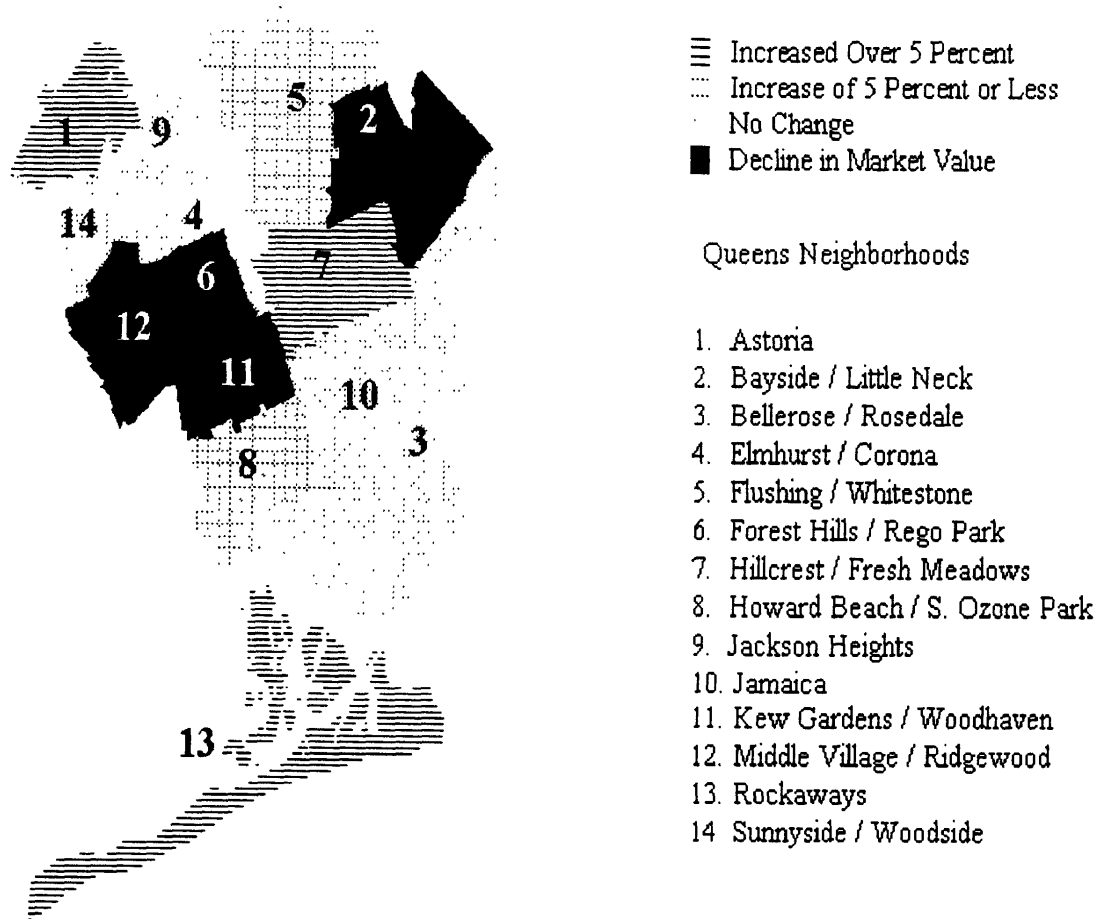 Increased Over 5 Percent
Increase of 5 Percent or Less
No Change
Decline in Market Value
Queens Neighborhoods
1. Astoria
2. Bayside / Little Neck
3. Bellerose / Rosedale
4. Elmhurst / Corona
5. Flushing / Whitestone
6. Forest Hills / Rego Park
7. Hillcrest / Fresh Meadows
8. Howard Beach / S. Ozone Park
9. Jackson Heights
10. Jamaica
11. Kew Gardens / Woodhaven
12. Middle Village / Ridgewood
13. Rockaways
14 Sunnyside / Woodside
5
2
1
9
14
4
7
6
12
11
10
3
8
13